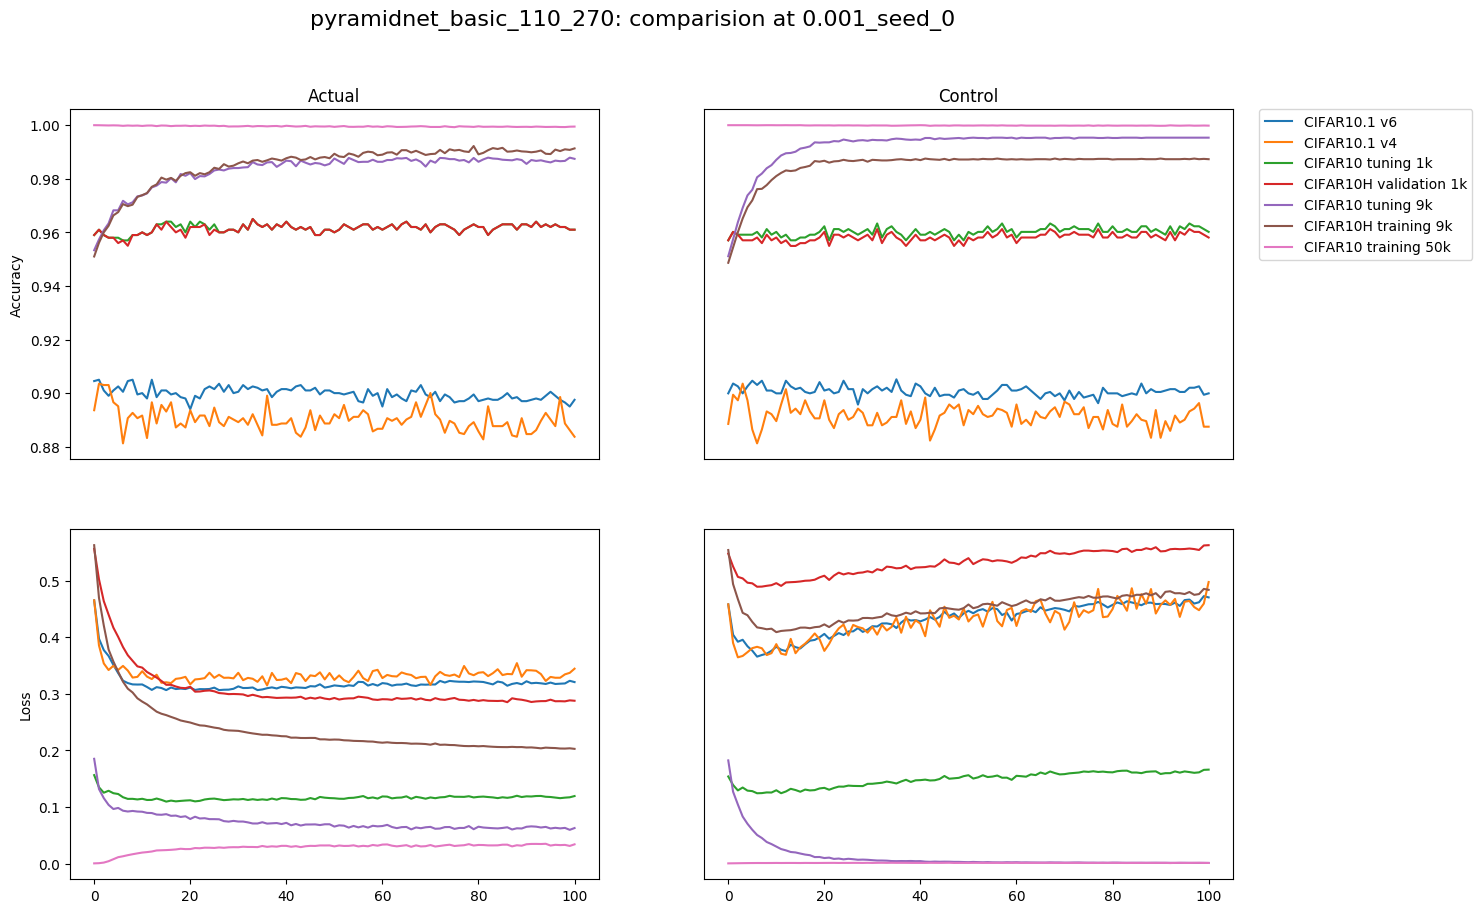 pyramidnet_basic_110_270: comparision at 0.001_seed_0
Actual
Control
Accuracy
1.00
0.98
0.96
0.94
0.92
0.90
0.88
CIFAR10.1 v6
CIFAR10.1 v4
CIFAR10 tuning 1k
CIFAR10H validation 1k
CIFAR10 tuning 9k
CIFAR10H training 9k
CIFAR10 training 50k
Loss
0.5
0.4
0.3
0.2
0.1
0.0
0 20 40 60 80 100
0 20 40 60 80 100